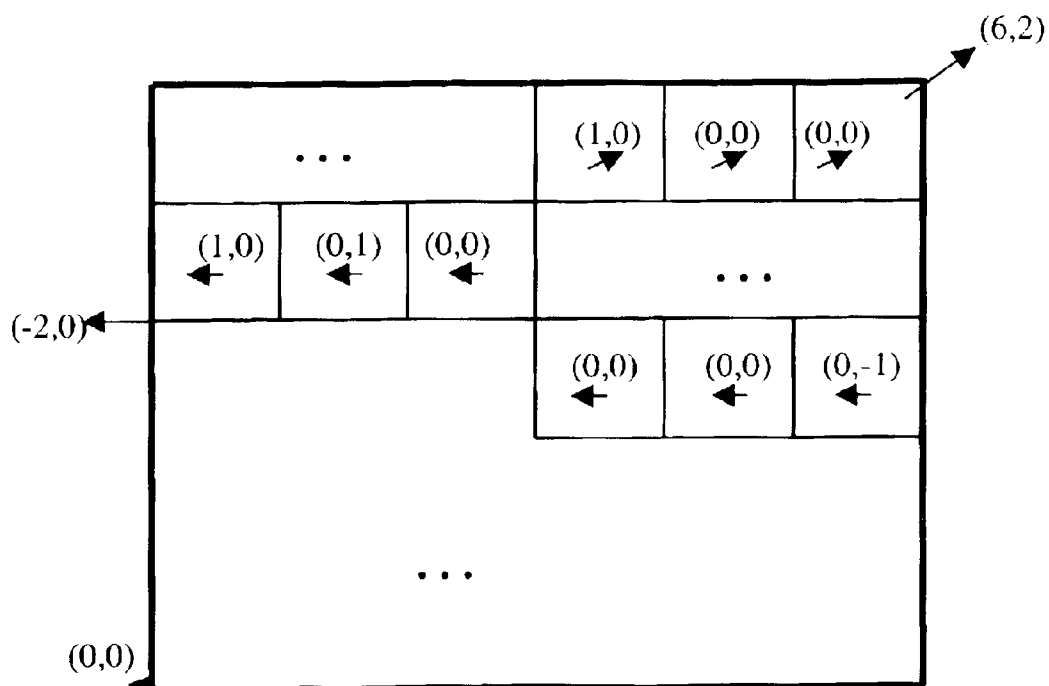 (6,2)
(1,0) (0,0) (0,0)
...
(1,0) (0,1) (0,0)
...
(-2,0)
(0,0) (0,0) (0,-1)
...
(0,0)